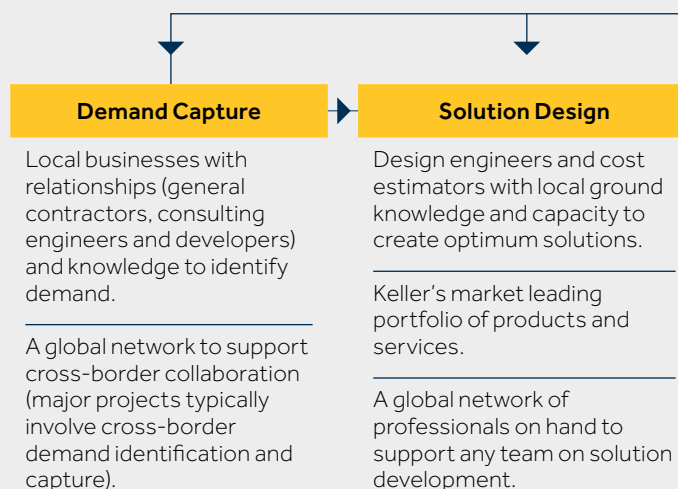 Demand Capture
Local businesses with
relationships (general
contractors, consulting
engineers and developers)
and knowledge to identify
demand.
A global network to support
cross-border collaboration
(major projects typically
involve cross-border
demand identification and
capture).
Solution Design
Design engineers and cost
estimators with local ground
knowledge and capacity to
create optimum solutions.
Keller’s market leading
portfolio of products and
services.
A global network of
professionals on hand to
support any team on solution
development.